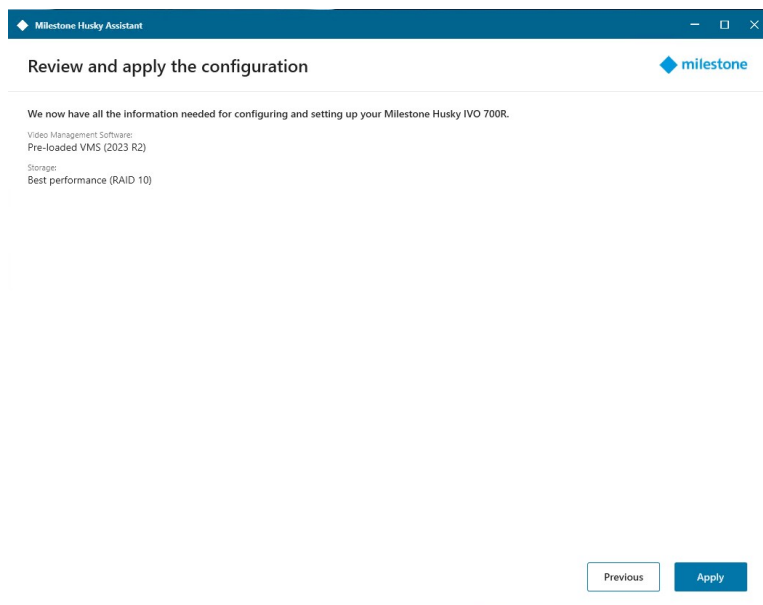 Milestone Husky Assistant
Review and apply the configuration
milestone
We now have all the information needed for configuring and setting up your Milestone Husky IVO 700R.
Video Management Software:
Pre-loaded VMS (2023 R2)
Storage:
Best performance (RAID 10)
Previous
Apply